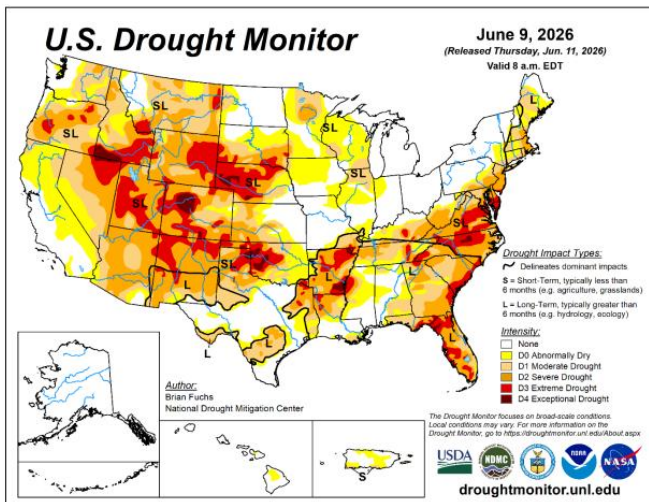 U.S. Drought Monitor
June 9, 2026
(Released Thursday, Jun. 11, 2026)
Valid 8 a.m. EDT
L
SL
SL
SL
SL
SL
SL
S
SL
L
L
L
L
L
Drought Impact Types:
Delineates dominant impacts
S = Short-Term, typically less than
6 months (e.g. agriculture, grasslands)
L = Long-Term, typically greater than
6 months (e.g. hydrology, ecology)
Intensity:
None
D0 Abnormally Dry
D1 Moderate Drought
D2 Severe Drought
D3 Extreme Drought
D4 Exceptional Drought
Author:
Brian Fuchs
National Drought Mitigation Center
S
The Drought Monitor focuses on broad-scale conditions.
Local conditions may vary. For more information on the
Drought Monitor, go to https://droughtmonitor.unl.edu/About.aspx
USDA
NDMC
NOAA
NASA
droughtmonitor.unl.edu